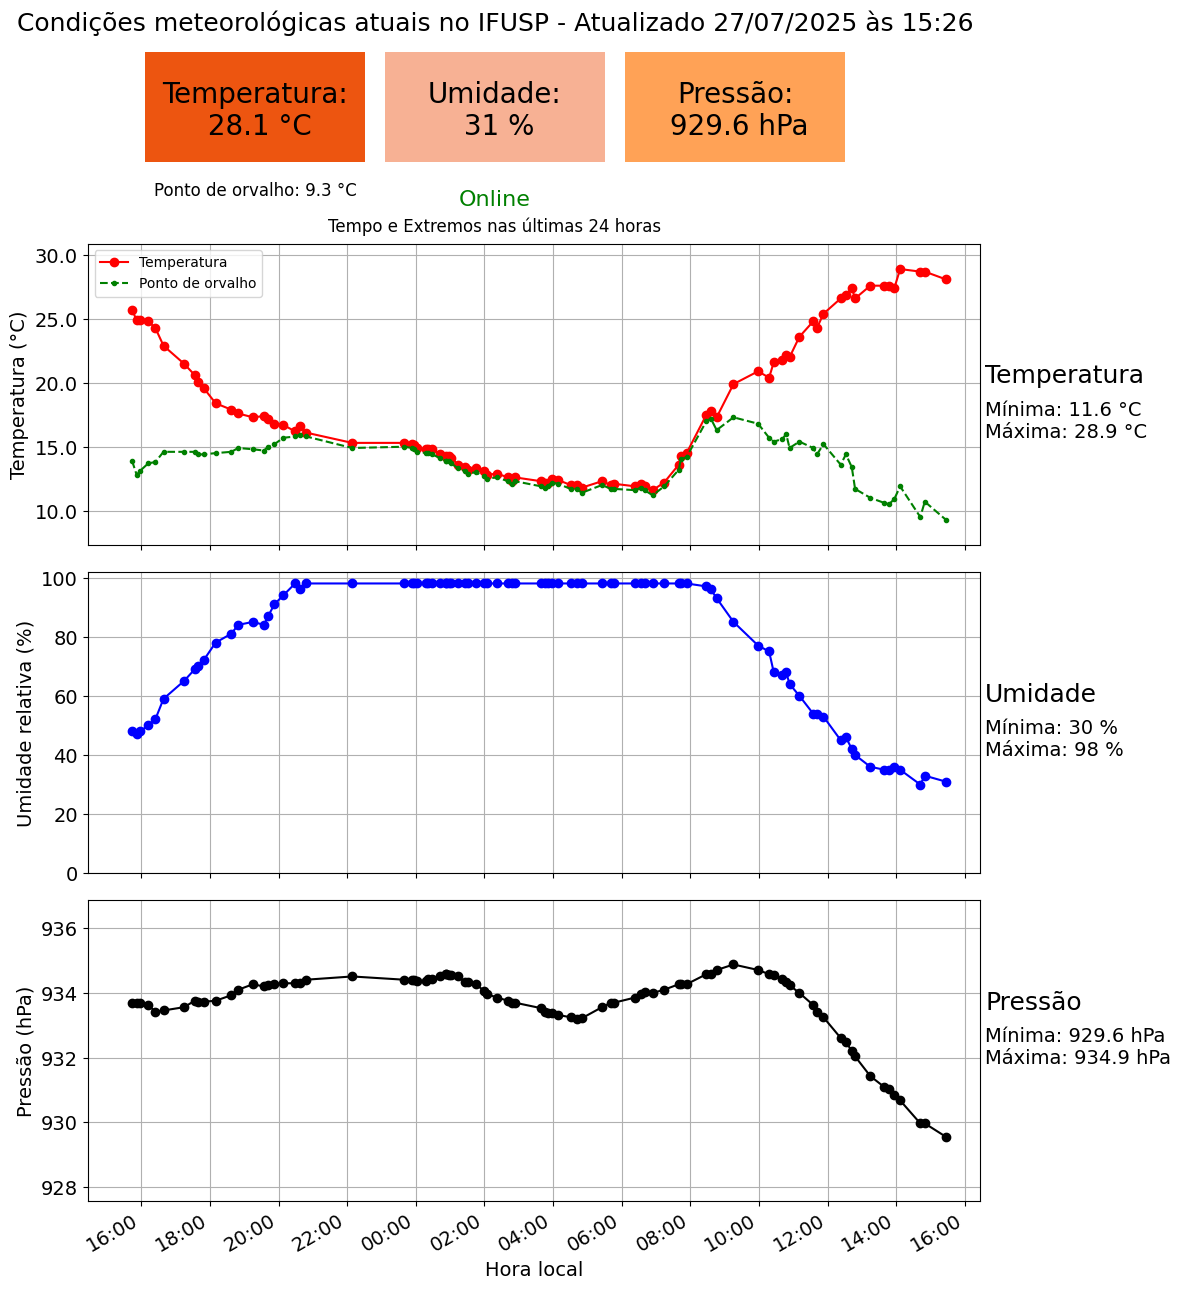 Condições meteorológicas atuais no IFUSP - Atualizado 27/07/2025 às 15:26
Temperatura:
28.1 °C
Umidade:
31 %
Pressão:
929.6 hPa
Ponto de orvalho: 9.3 °C
Online
Tempo e Extremos nas últimas 24 horas
Temperatura
Ponto de orvalho
Temperatura (°C)
30.0
25.0
20.0
15.0
10.0
Temperatura
Mínima: 11.6 °C
Máxima: 28.9 °C
Umidade relativa (%)
100
80
60
40
20
0
Umidade
Mínima: 30 %
Máxima: 98 %
Pressão (hPa)
936
934
932
930
928
Pressão
Mínima: 929.6 hPa
Máxima: 934.9 hPa
16:00 18:00 20:00 22:00 00:00 02:00 04:00 06:00 08:00 10:00 12:00 14:00 16:00
Hora local